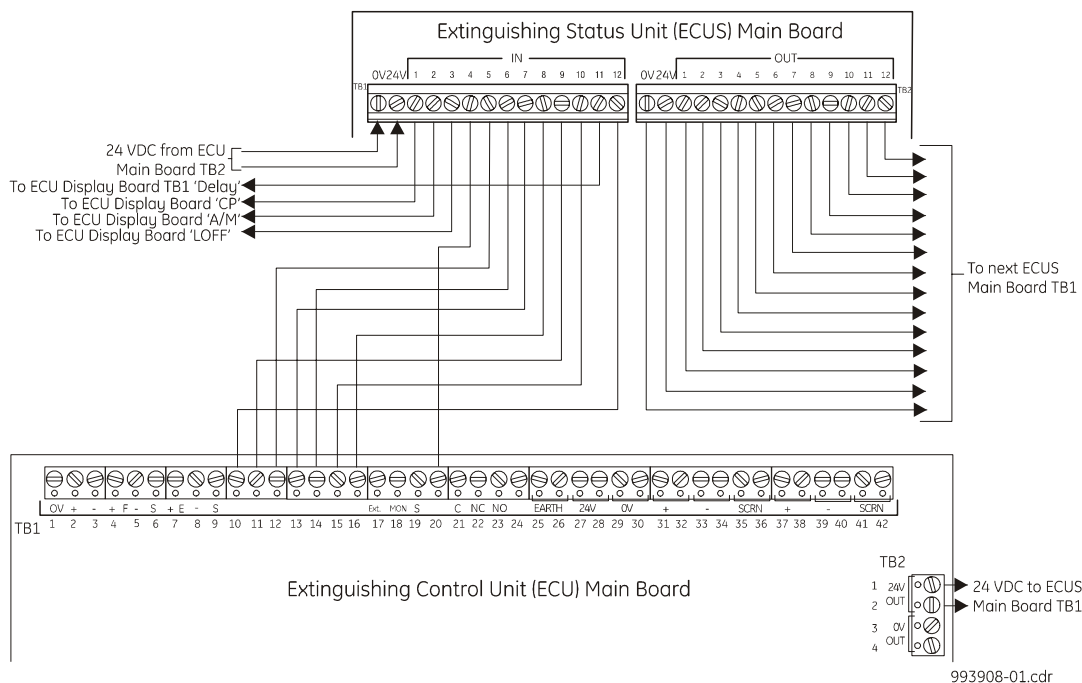 Extinguishing Status Unit (ECUS) Main Board
IN
OUT
0V 24V 1 2 3 4 5 6 7 8 9 10 11 12
0V 24V 1 2 3 4 5 6 7 8 9 10 11 12
TB1
TB2
24 VDC from ECU
Main Board TB2
To ECU Display Board TB1 'Delay'
To ECU Display Board 'CP'
To ECU Display Board 'A/M'
To ECU Display Board 'LOFF'
To next ECUS
Main Board TB1
0V + - + F - S + E - S Ext. MON S C NC NO EARTH 24V 0V + - SCRN + - SCRN
TB1
1 2 3 4 5 6 7 8 9 10 11 12 13 14 15 16 17 18 19 20 21 22 23 24 25 26 27 28 29 30 31 32 33 34 35 36 37 38 39 40 41 42
Extinguishing Control Unit (ECU) Main Board
TB2
1 24V
2 OUT
3 0V
4 OUT
24 VDC to ECUS
Main Board TB1
993908-01.cdr